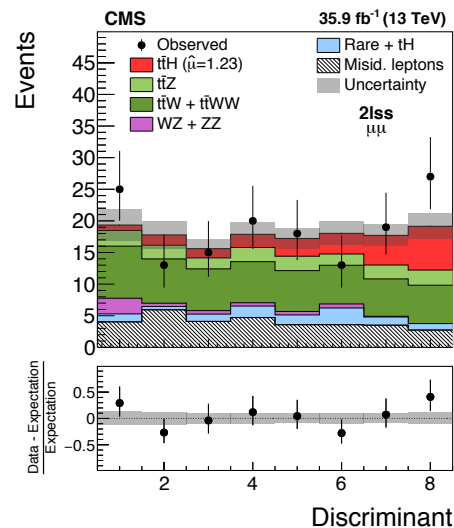 CMS 35.9 fb⁻¹ (13 TeV)
Events
Observed
tt̄H (μ̂=1.23)
tt̄Z
tt̄W + tt̄WW
WZ + ZZ
Rare + tH
Misid. leptons
Uncertainty
2lss
μμ
45
40
35
30
25
20
15
10
5
0
Data - Expectation
Expectation
0.5
0
−0.5
2 4 6 8
Discriminant